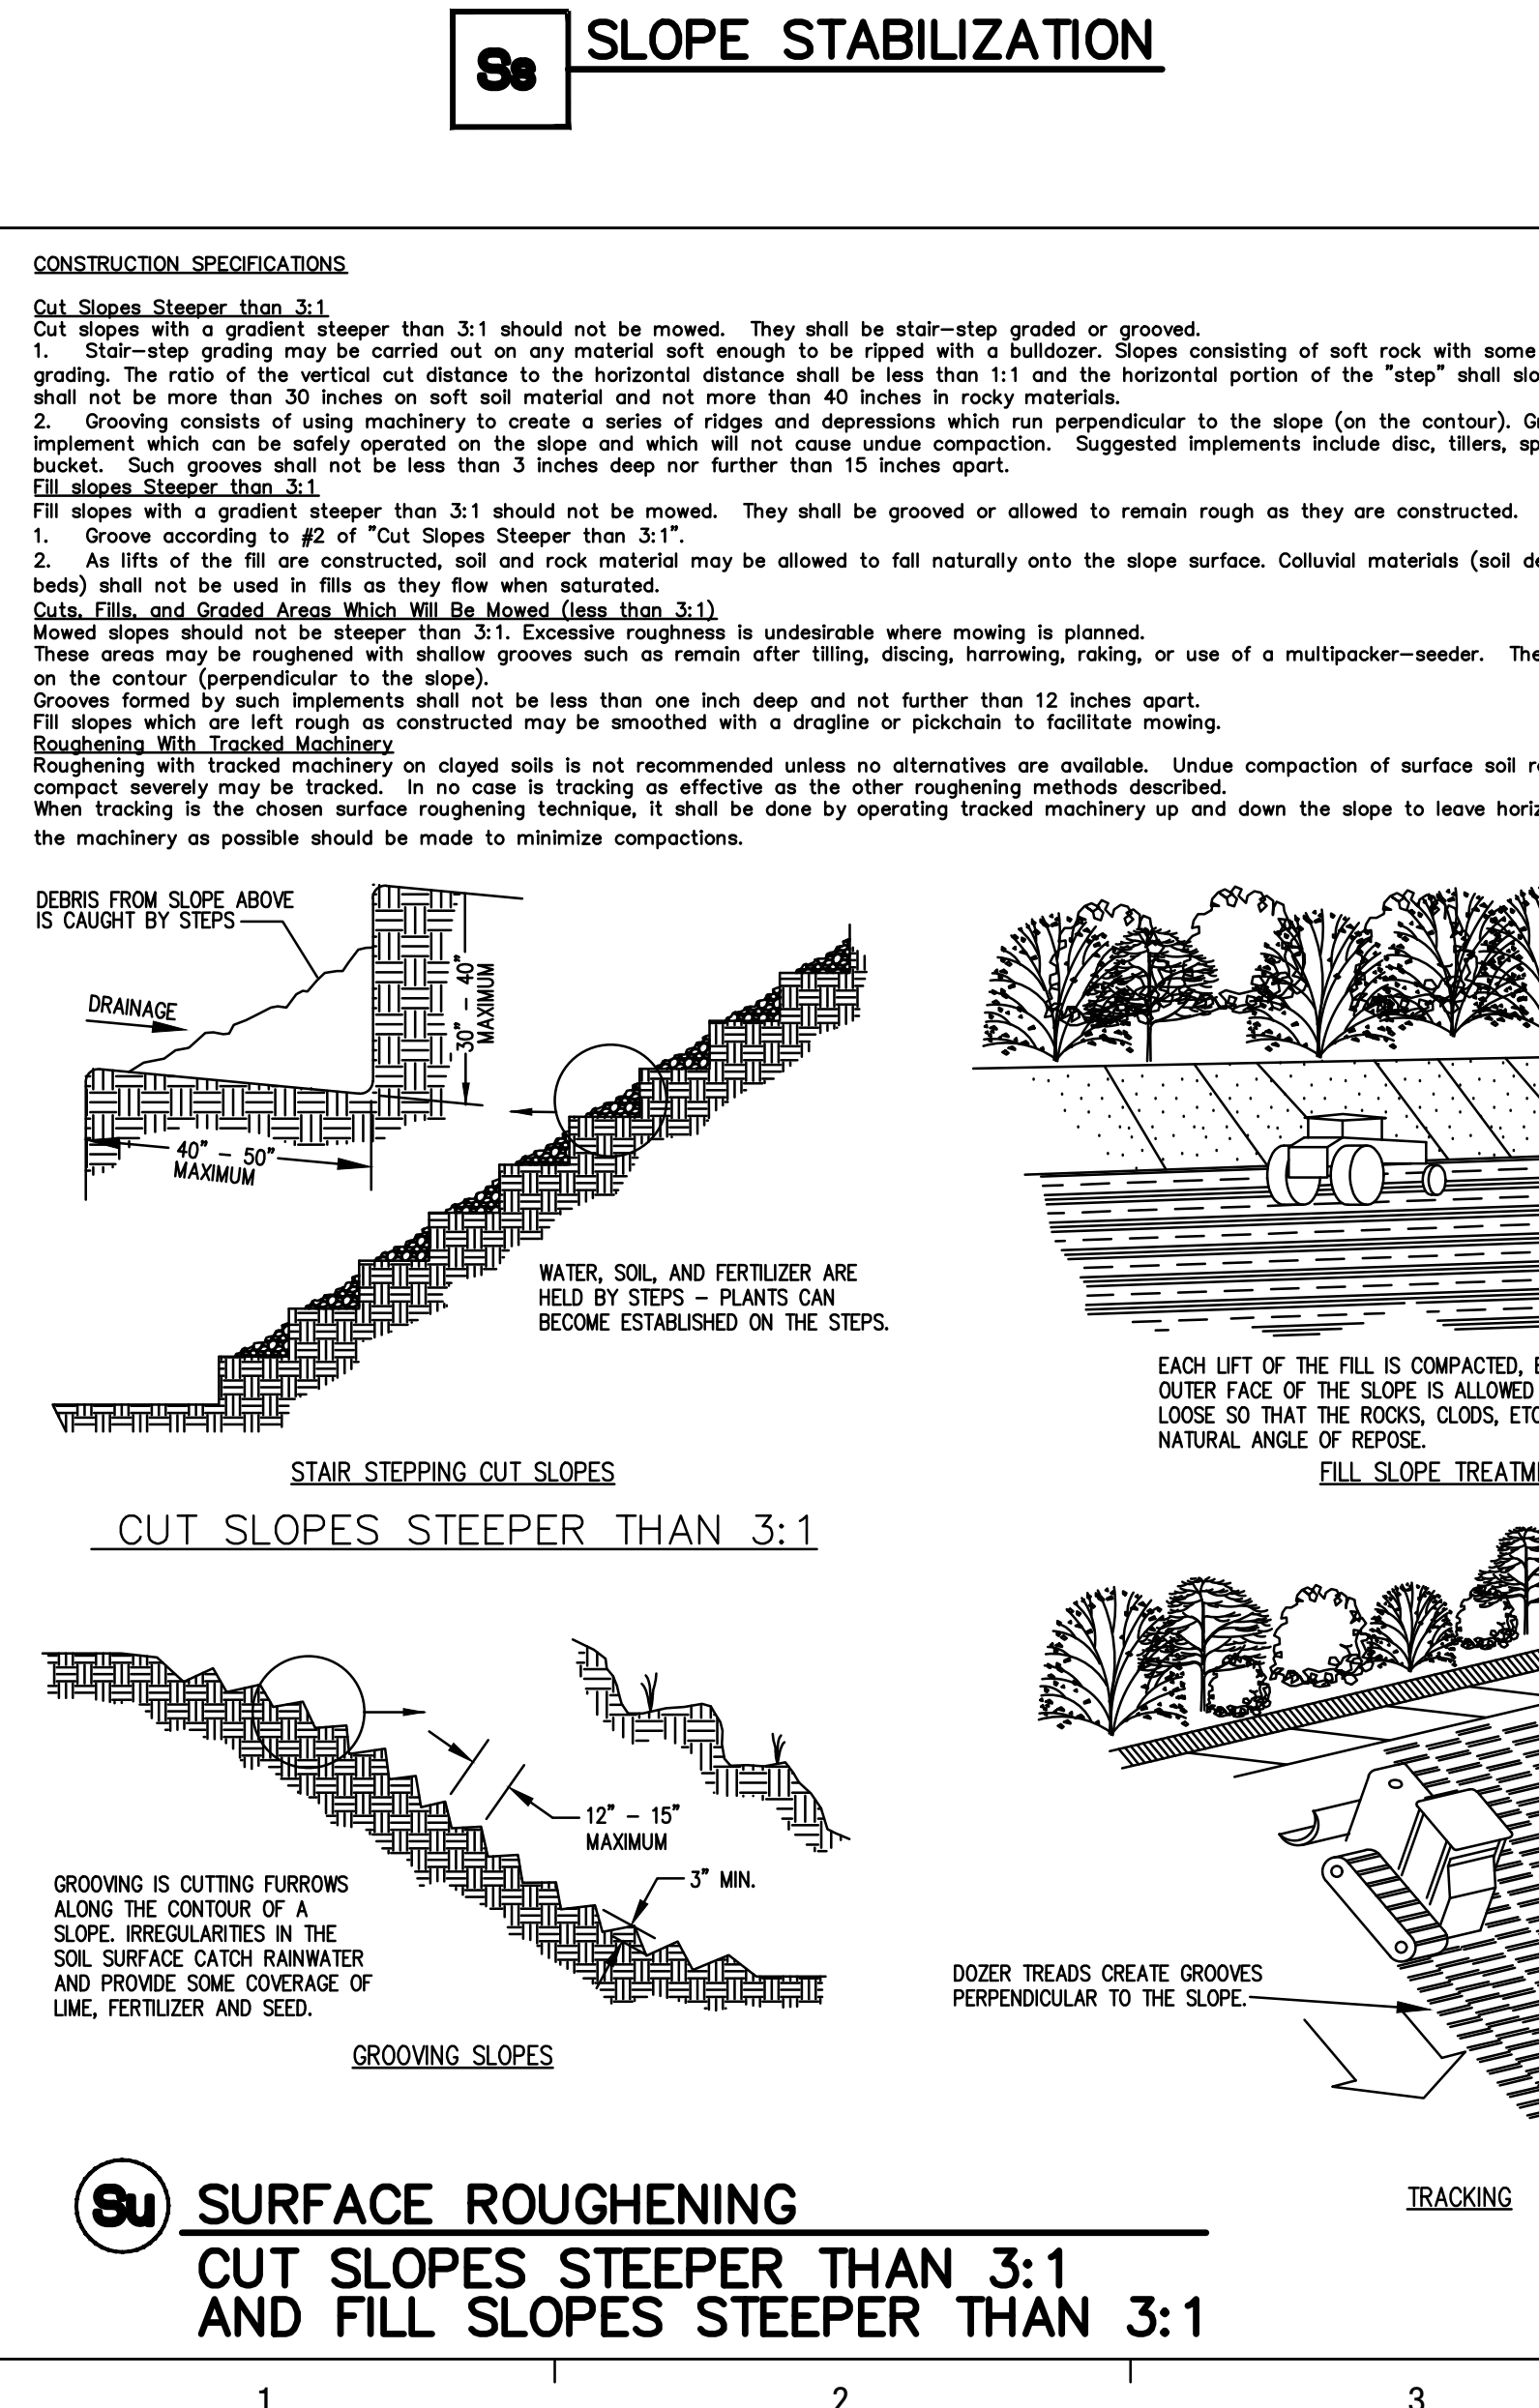 Ss
SLOPE STABILIZATION
CONSTRUCTION SPECIFICATIONS
Cut Slopes Steeper than 3:1
Cut slopes with a gradient steeper than 3:1 should not be mowed. They shall be stair-step graded or grooved.
1. Stair-step grading may be carried out on any material soft enough to be ripped with a bulldozer. Slopes consisting of soft rock with some
grading. The ratio of the vertical cut distance to the horizontal distance shall be less than 1:1 and the horizontal portion of the "step" shall slo
shall not be more than 30 inches on soft soil material and not more than 40 inches in rocky materials.
2. Grooving consists of using machinery to create a series of ridges and depressions which run perpendicular to the slope (on the contour).
implement which can be safely operated on the slope and which will not cause undue compaction. Suggested implements include disc, tillers, sp
bucket. Such grooves shall not be less than 3 inches deep nor further than 15 inches apart.
Fill slopes Steeper than 3:1
Fill slopes with a gradient steeper than 3:1 should not be mowed. They shall be grooved or allowed to remain rough as they are constructed.
1. Groove according to #2 of "Cut Slopes Steeper than 3:1".
2. As lifts of the fill are constructed, soil and rock material may be allowed to fall naturally onto the slope surface. Colluvial materials (soil de
beds) shall not be used in fills as they flow when saturated.
Cuts, Fills, and Graded Areas Which Will Be Mowed (less than 3:1)
Mowed slopes should not be steeper than 3:1. Excessive roughness is undesirable where mowing is planned.
These areas may be roughened with shallow grooves such as remain after tilling, discing, harrowing, raking, or use of a multipacker-seeder. The
on the contour (perpendicular to the slope).
Grooves formed by such implements shall not be less than one inch deep and not further than 12 inches apart.
Fill slopes which are left rough as constructed may be smoothed with a dragline or pickchain to facilitate mowing.
Roughening With Tracked Machinery
Roughening with tracked machinery on clayed soils is not recommended unless no alternatives are available. Undue compaction of surface soil r
compact severely may be tracked. In no case is tracking as effective as the other roughening methods described.
When tracking is the chosen surface roughening technique, it shall be done by operating tracked machinery up and down the slope to leave horiz
the machinery as possible should be made to minimize compactions.
DEBRIS FROM SLOPE ABOVE
IS CAUGHT BY STEPS
DRAINAGE
30" - 40"
MAXIMUM
40" - 50"
MAXIMUM
WATER, SOIL, AND FERTILIZER ARE
HELD BY STEPS - PLANTS CAN
BECOME ESTABLISHED ON THE STEPS.
STAIR STEPPING CUT SLOPES
CUT SLOPES STEEPER THAN 3:1
EACH LIFT OF THE FILL IS COMPACTED,
OUTER FACE OF THE SLOPE IS ALLOWED
LOOSE SO THAT THE ROCKS, CLODS, ETC
NATURAL ANGLE OF REPOSE.
FILL SLOPE TREATM
12" - 15"
MAXIMUM
3" MIN.
GROOVING IS CUTTING FURROWS
ALONG THE CONTOUR OF A
SLOPE. IRREGULARITIES IN THE
SOIL SURFACE CATCH RAINWATER
AND PROVIDE SOME COVERAGE OF
LIME, FERTILIZER AND SEED.
GROOVING SLOPES
DOZER TREADS CREATE GROOVES
PERPENDICULAR TO THE SLOPE.
TRACKING
Su
SURFACE ROUGHENING
CUT SLOPES STEEPER THAN 3:1
AND FILL SLOPES STEEPER THAN 3:1
1
2
3